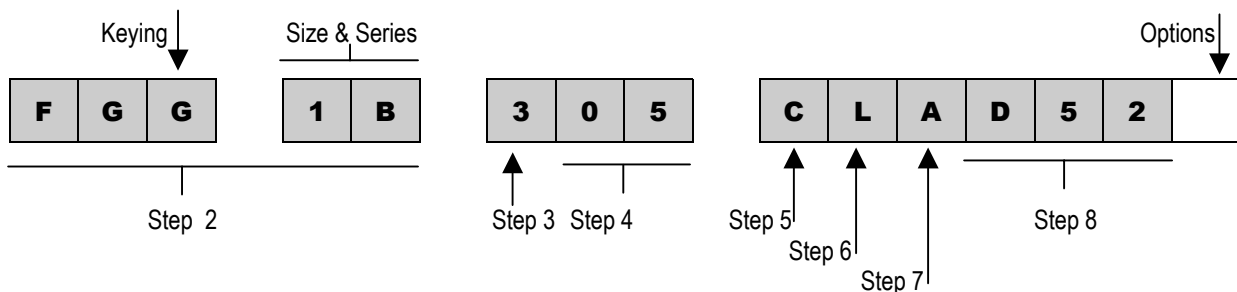 Keying Size & Series Options
F G G 1 B 3 0 5 C L A D 5 2
Step 2 Step 3 Step 4 Step 5 Step 8
Step 6
Step 7